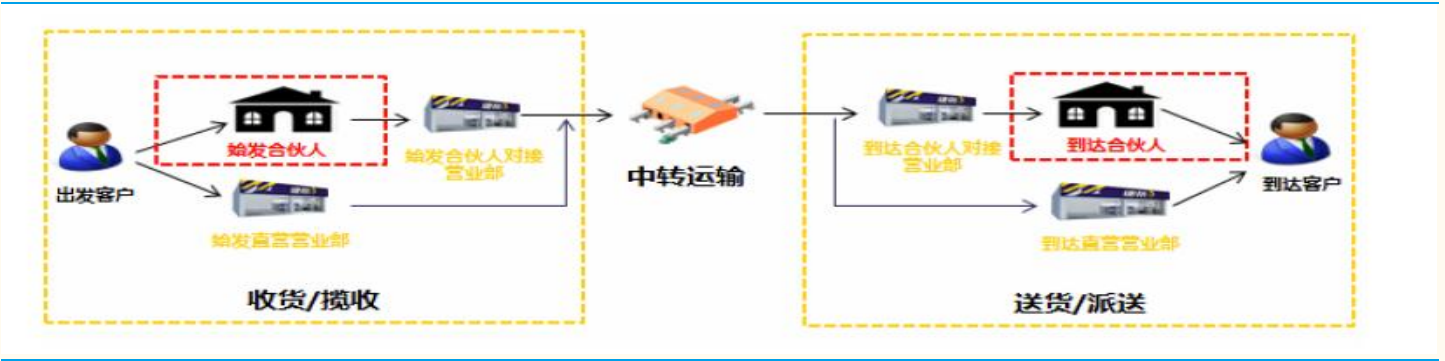 始发合伙人
始发合伙人对接
营业部
出发客户
始发直营营业部
收货/揽收
中转运输
到达合伙人对接
营业部
到达合伙人
到达客户
到达直营营业部
送货/派送